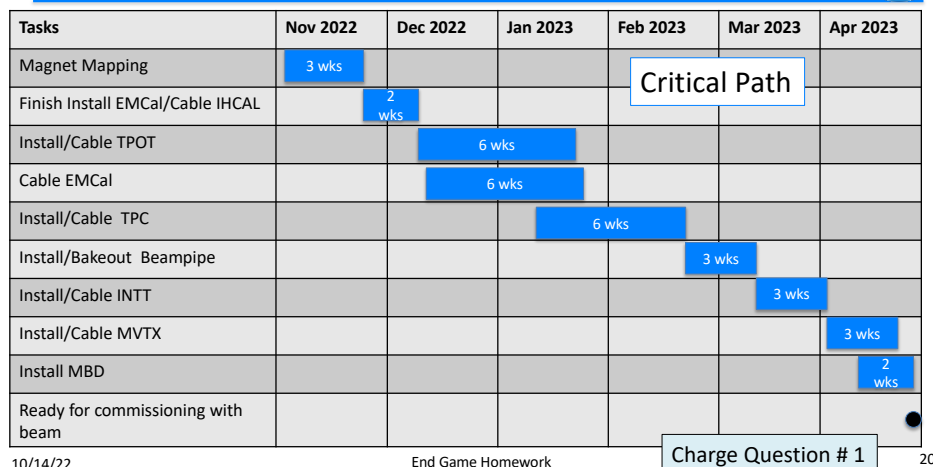 Tasks Nov 2022 Dec 2022 Jan 2023 Feb 2023 Mar 2023 Apr 2023
Magnet Mapping 3 wks
Critical Path
Finish Install EMCal/Cable IHCAL 2
wks
Install/Cable TPOT 6 wks
Cable EMCal 6 wks
Install/Cable TPC 6 wks
Install/Bakeout Beampipe 3 wks
Install/Cable INTT 3 wks
Install/Cable MVTX 3 wks
Install MBD 2
wks
Ready for commissioning with
beam
Charge Question # 1
10/14/22 End Game Homework 20